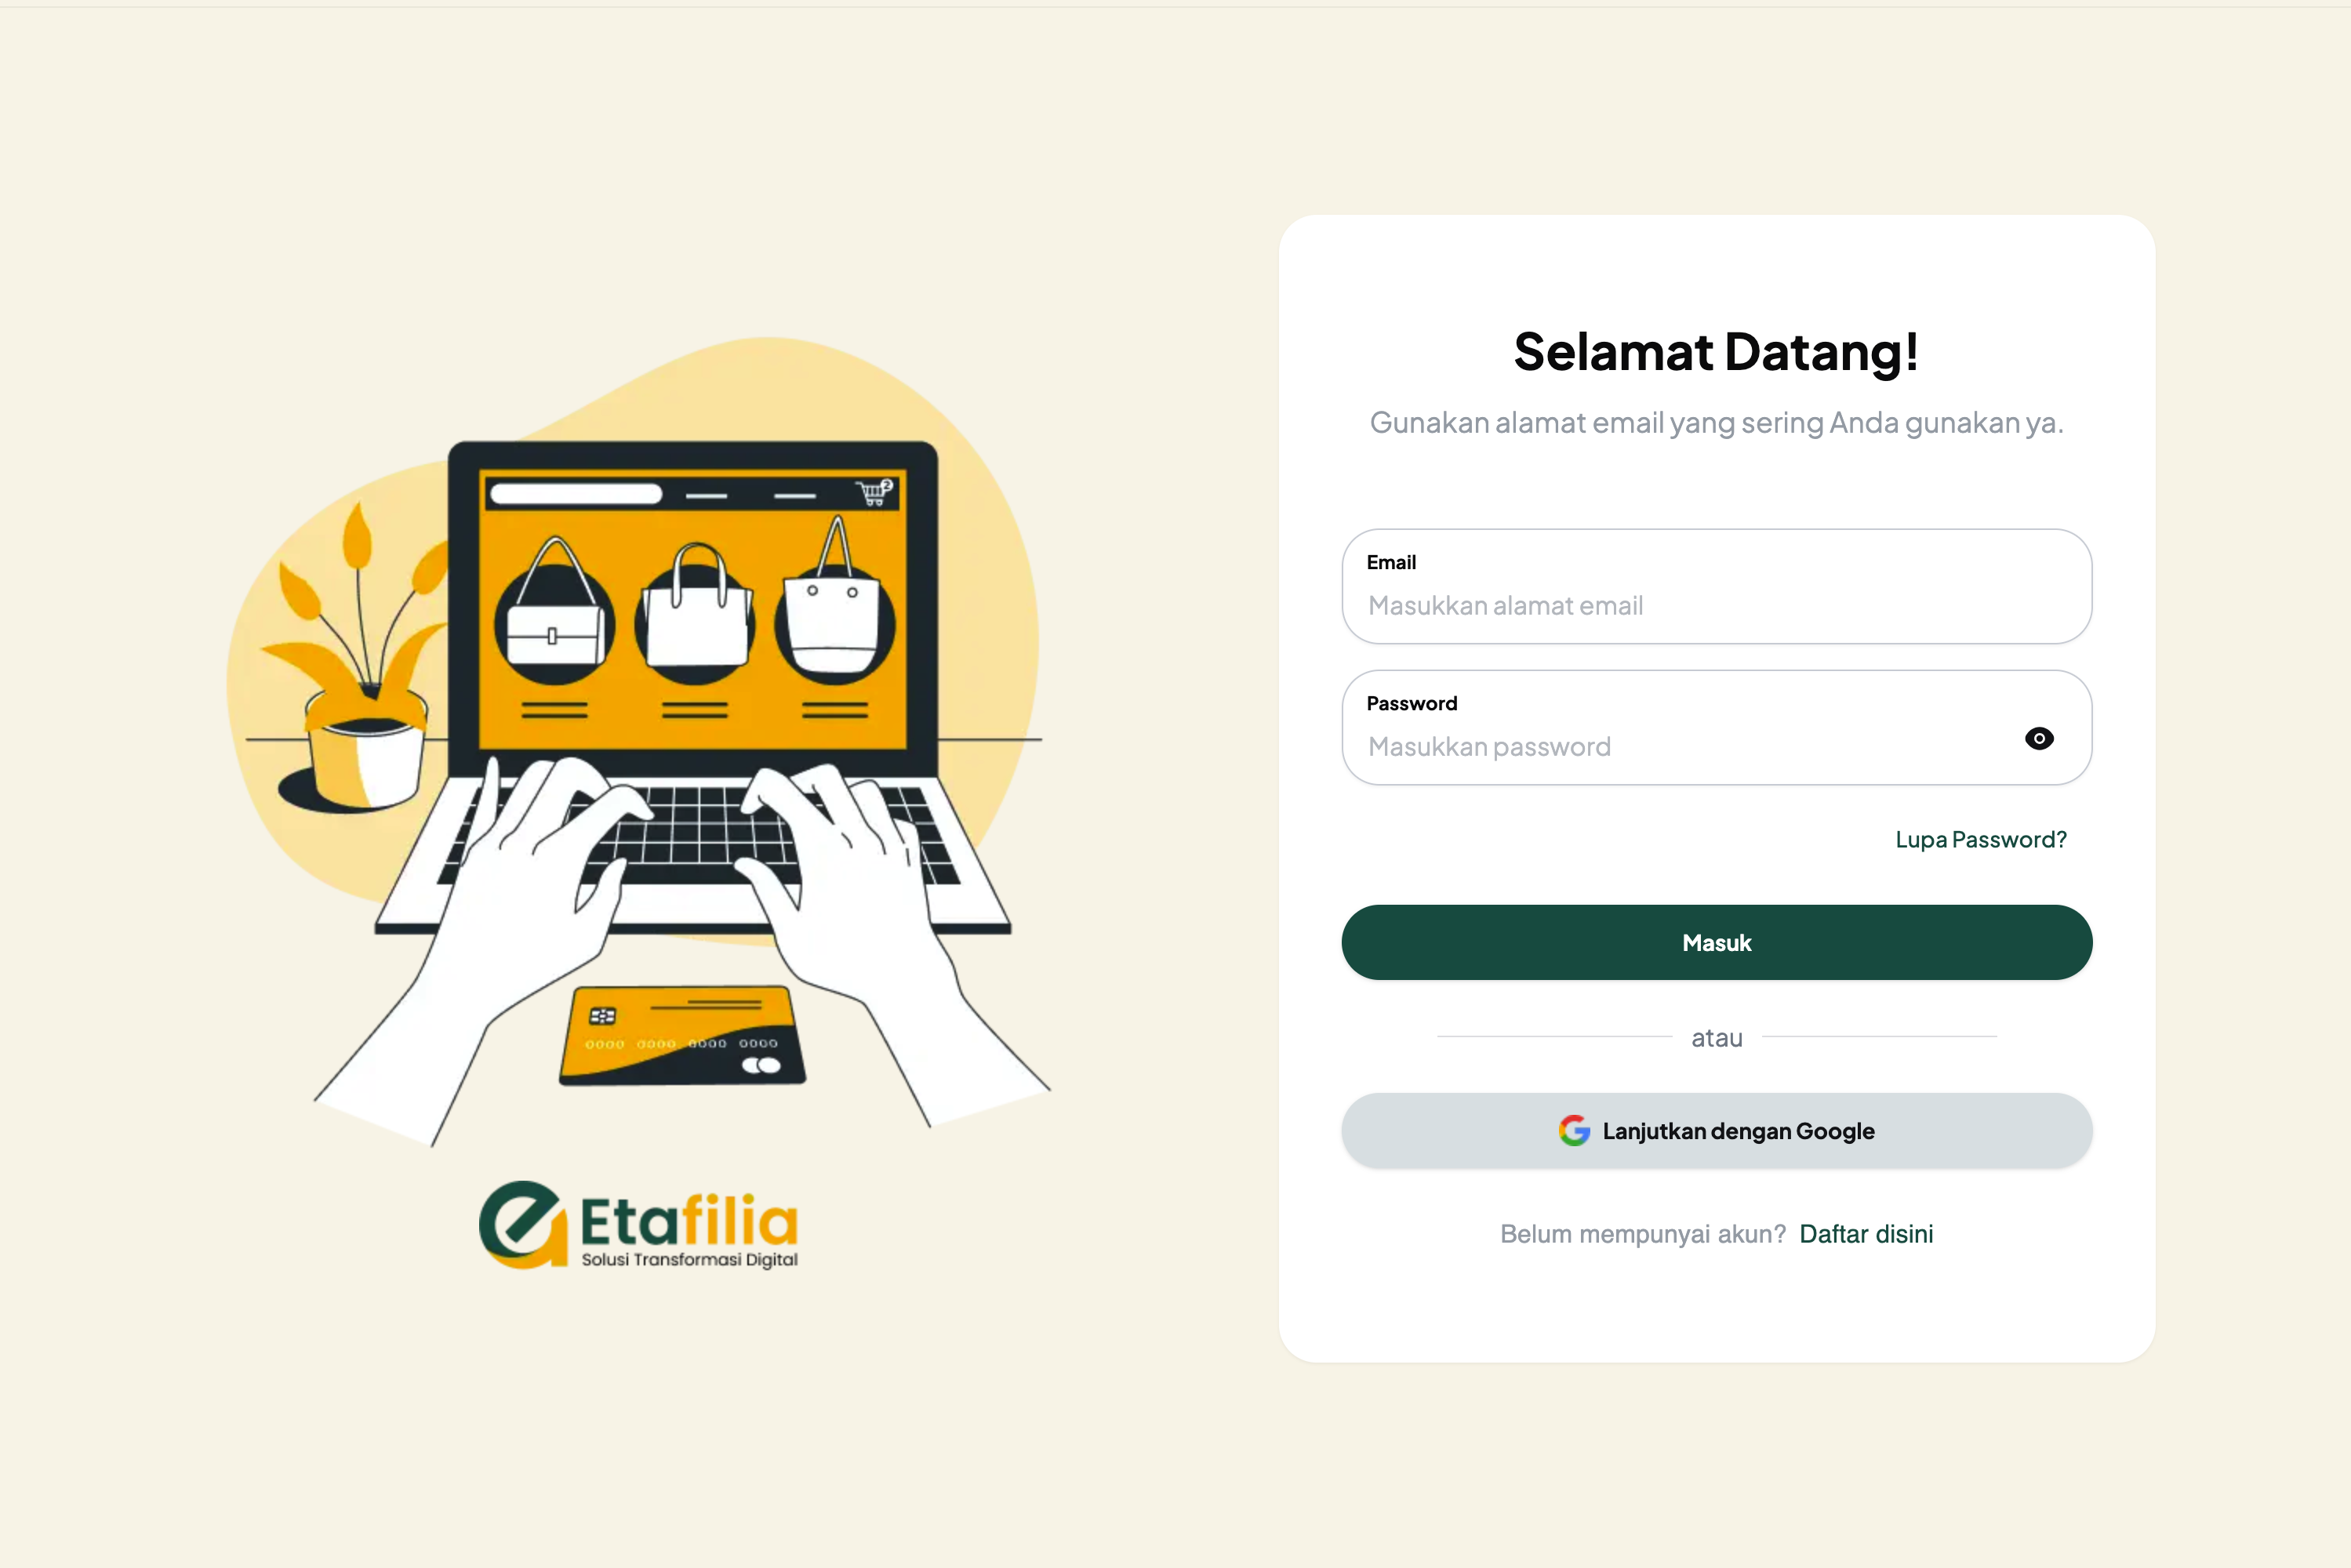 Selamat Datang!
Gunakan alamat email yang sering Anda gunakan ya.
Email
Masukkan alamat email
Password
Masukkan password
Lupa Password?
Masuk
atau
Lanjutkan dengan Google
Belum mempunyai akun? Daftar disini
2
0000 0000 0000 0000
Etafilia
Solusi Transformasi Digital